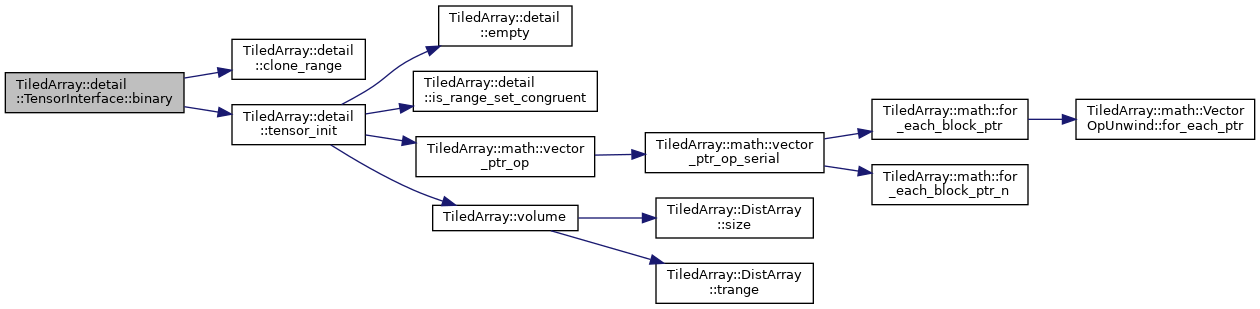 TiledArray::detail
::TensorInterface::binary
TiledArray::detail
::clone_range
TiledArray::detail
::tensor_init
TiledArray::detail
::empty
TiledArray::detail
::is_range_set_congruent
TiledArray::math::vector
_ptr_op
TiledArray::volume
TiledArray::math::vector
_ptr_op_serial
TiledArray::DistArray
::size
TiledArray::DistArray
::trange
TiledArray::math::for
_each_block_ptr
TiledArray::math::for
_each_block_ptr_n
TiledArray::math::Vector
OpUnwind::for_each_ptr